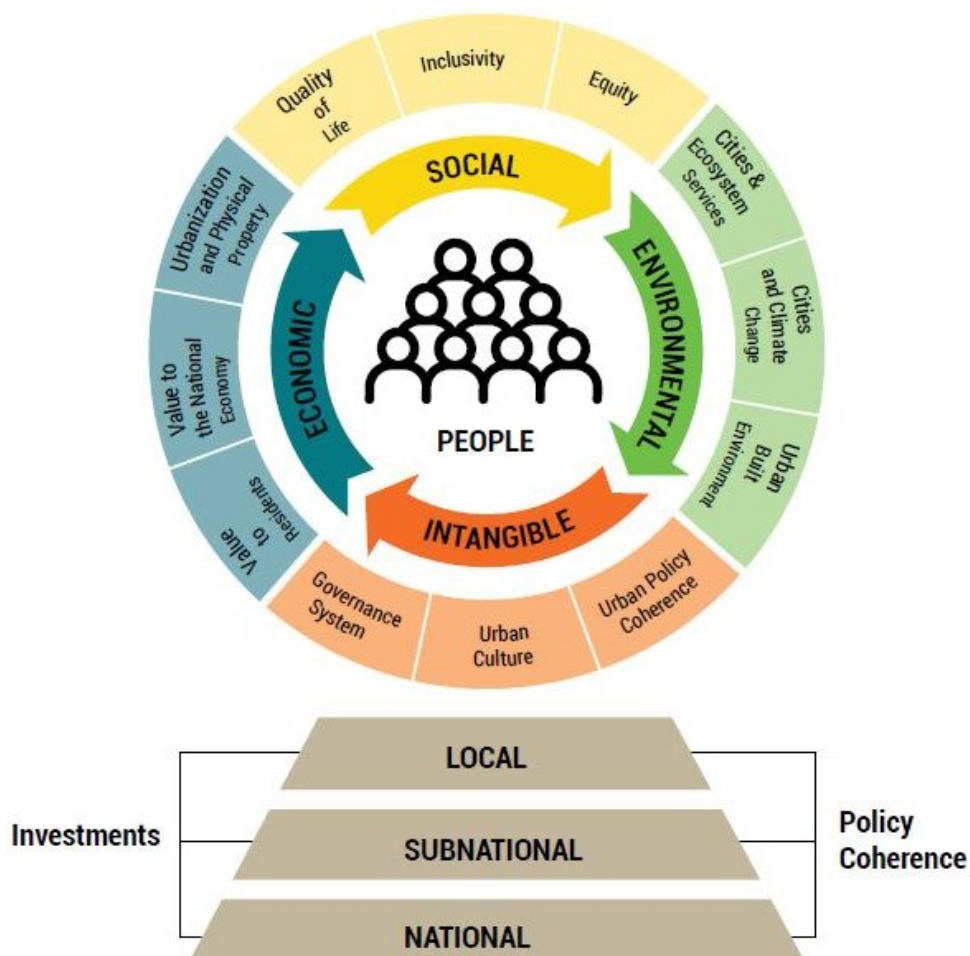 Quality
of
Life
Inclusivity
Equity
Cities &
Ecosystem
Services
Cities
and Climate
Change
Urban
Built
Environment
Urban Policy
Coherence
Urban
Culture
Governance
System
Value
to
Residents
Value to
the National
Economy
Urbanization
and Physical
Property
SOCIAL
ENVIRONMENTAL
INTANGIBLE
ECONOMIC
PEOPLE
LOCAL
SUBNATIONAL
NATIONAL
Investments
Policy
Coherence